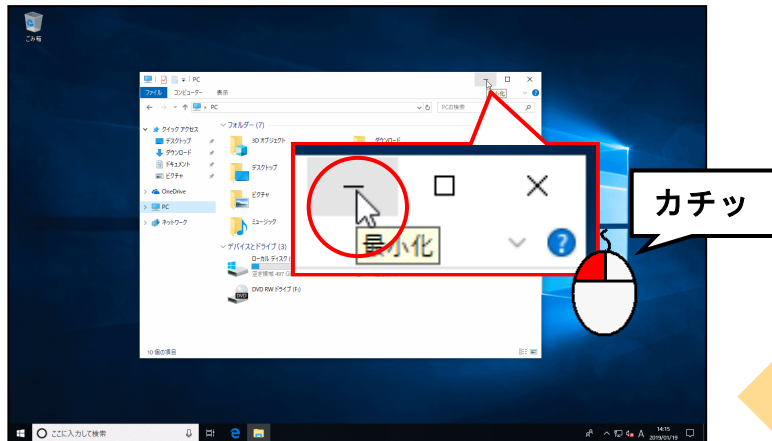 ごみ箱
PC
ファイル コンピューター 表示
最小化
PC
PCの検索
クイック アクセス
デスクトップ
ダウンロード
ドキュメント
ピクチャ
OneDrive
PC
ネットワーク
フォルダー (7)
3D オブジェクト
ダウンロード
デスクトップ
ピクチャ
ミュージック
デバイスとドライブ (3)
ローカル ディスク (
DVD RW ドライブ (F:)
DVD
10 個の項目
最小化
カチッ
ここに入力して検索
A
14:15
2019/01/19